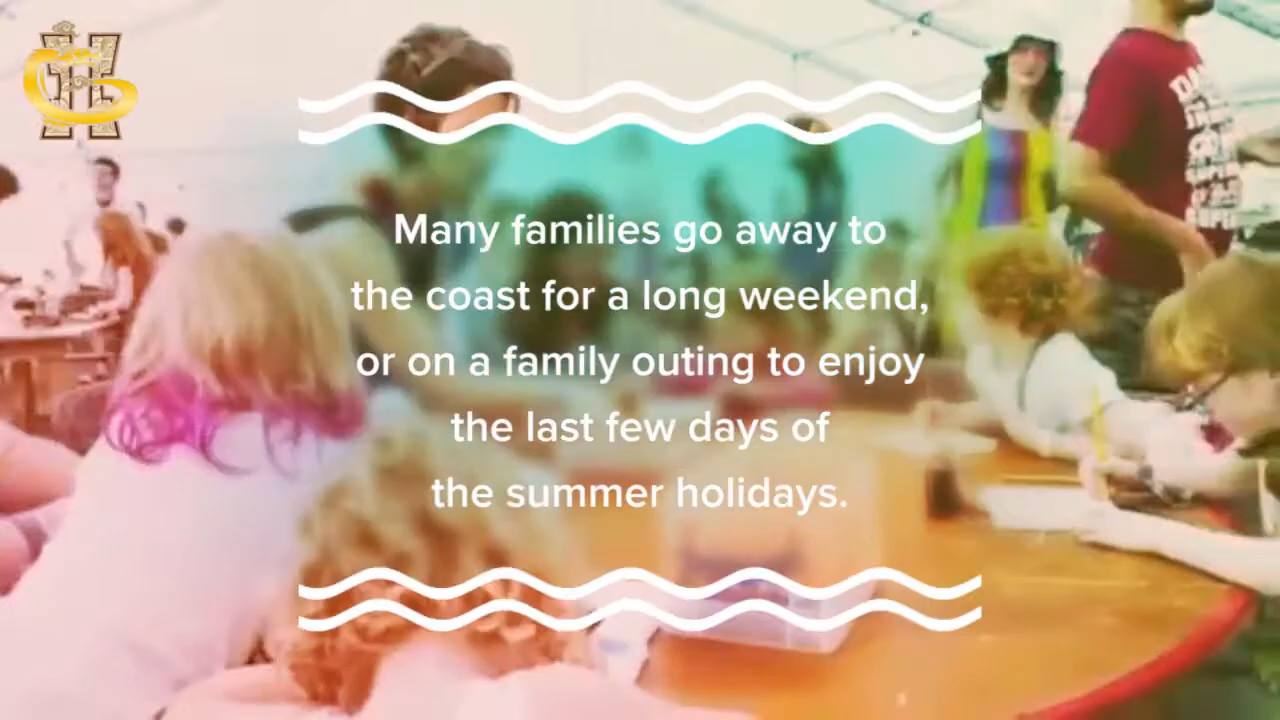 Many families go away to
the coast for a long weekend,
or on a family outing to enjoy
the last few days of
the summer holidays.